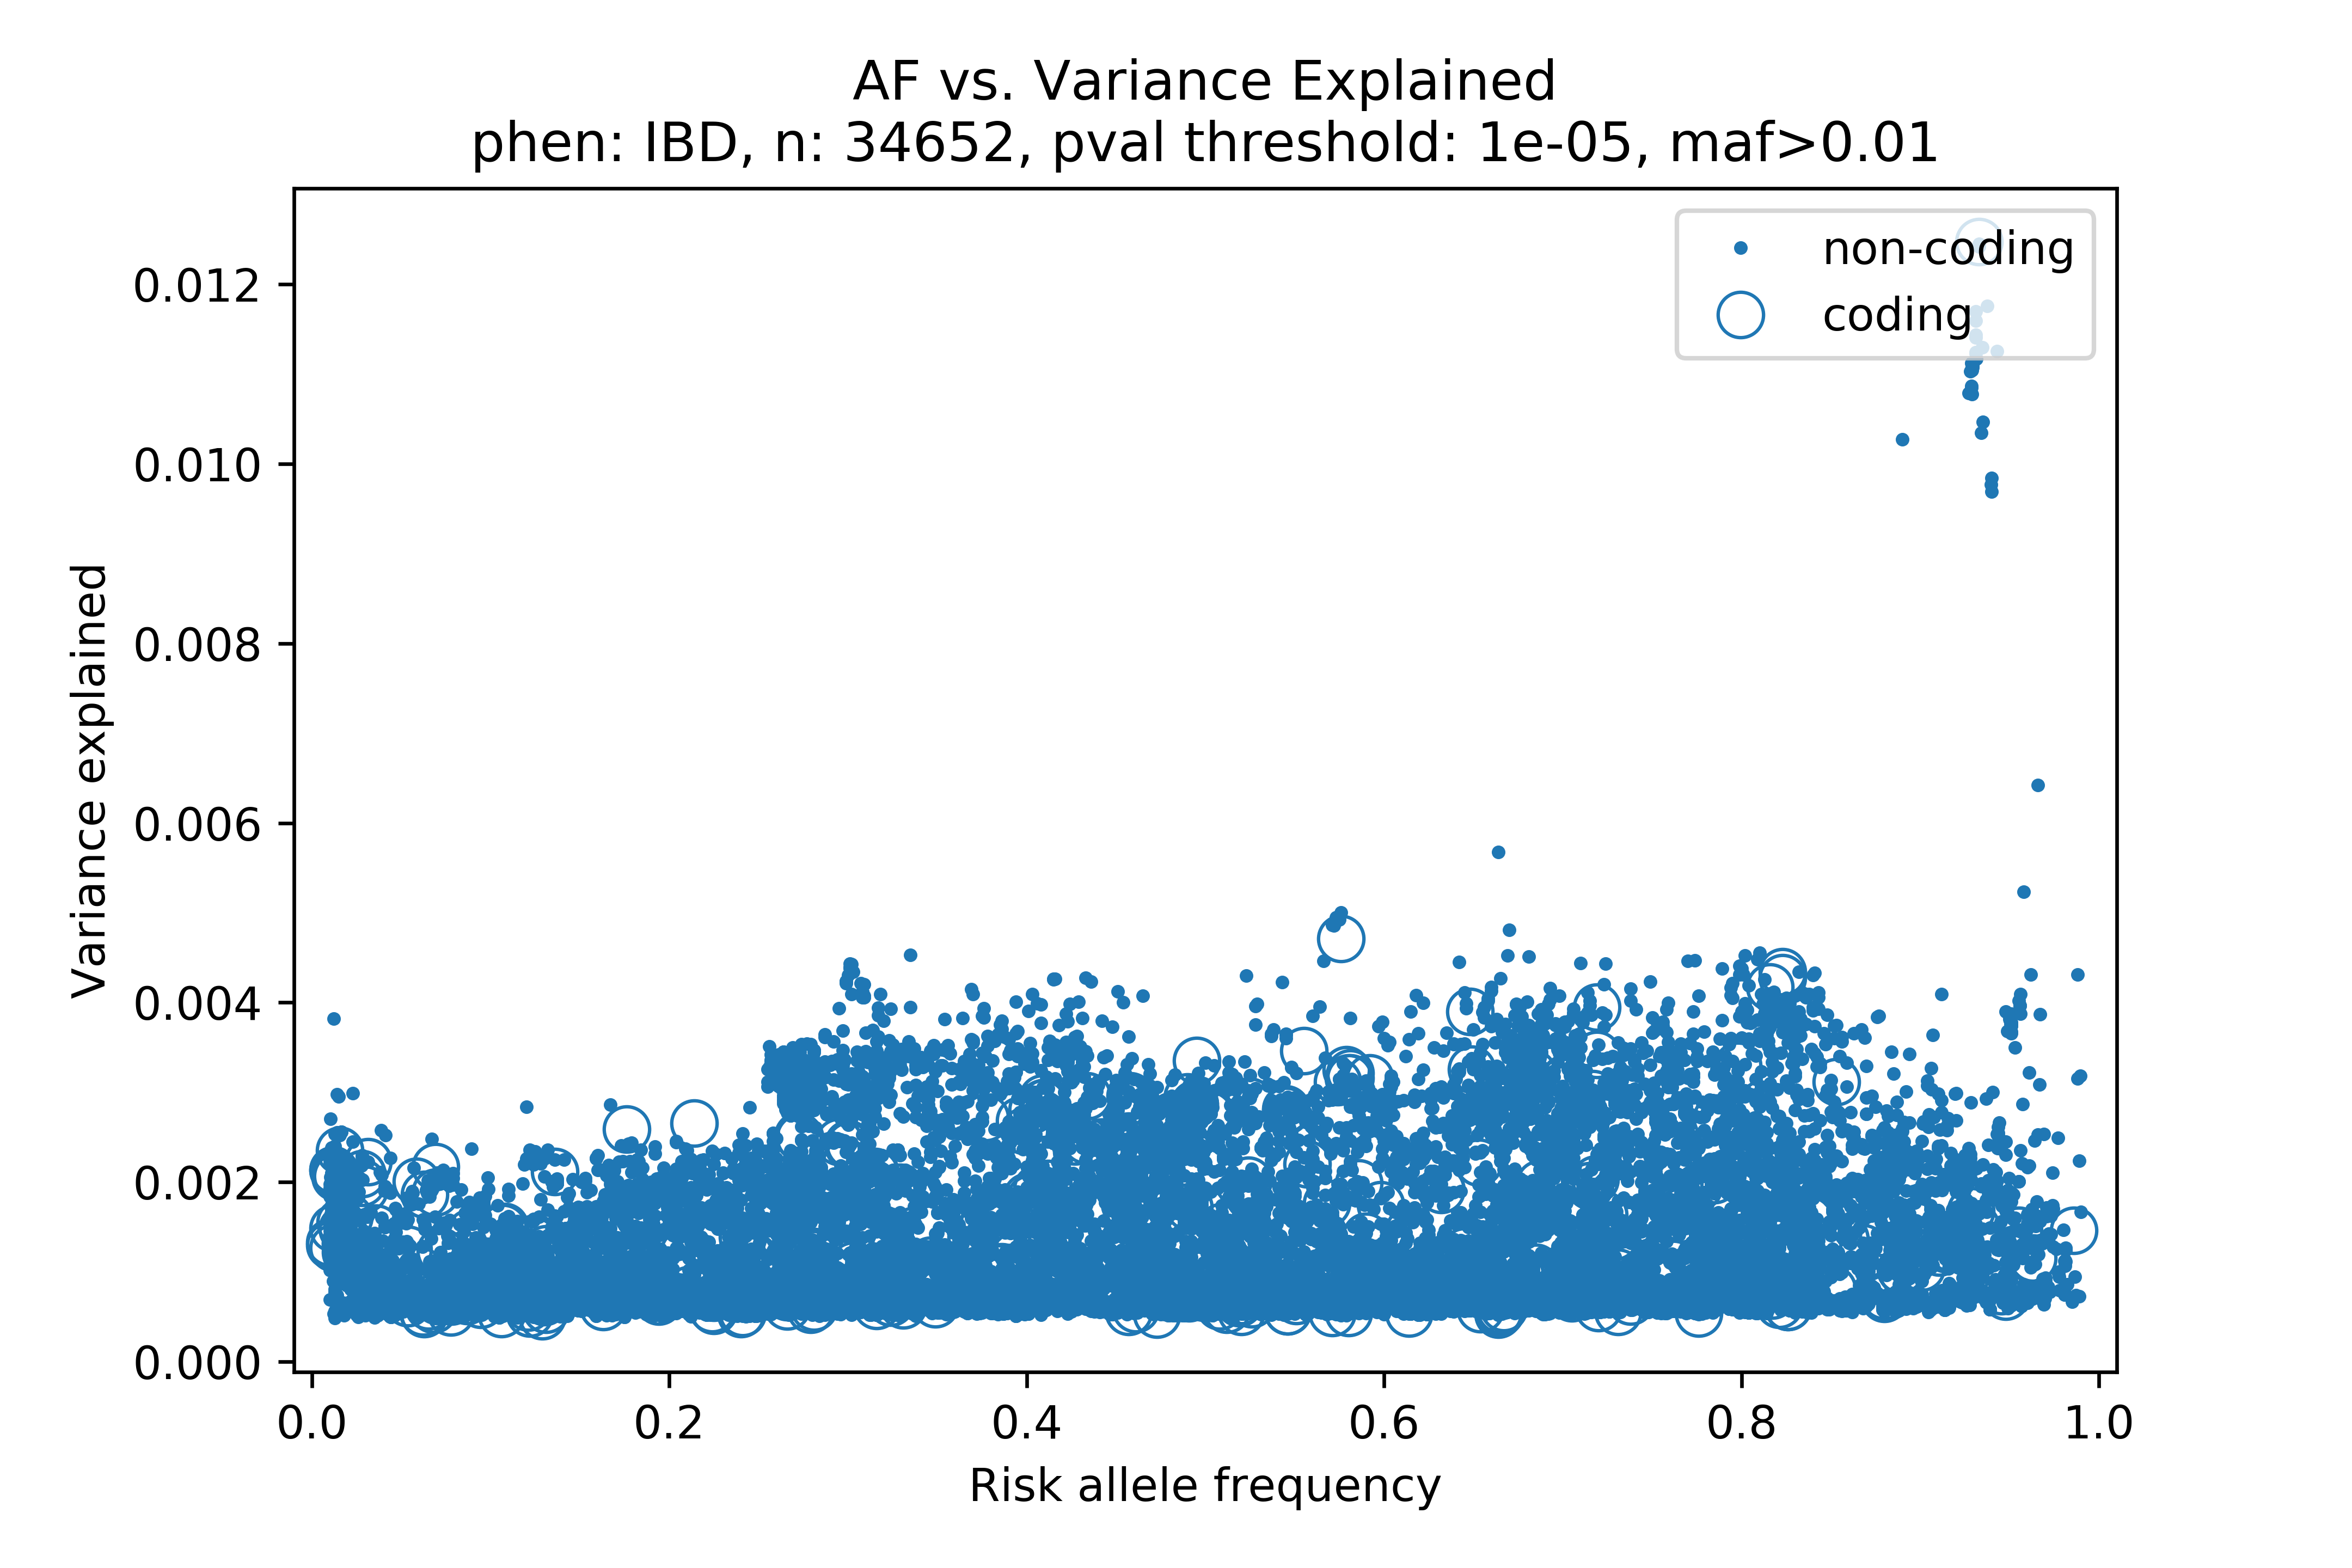 AF vs. Variance Explained
phen: IBD, n: 34652, pval threshold: 1e-05, maf>0.01
non-coding
coding
0.012
0.010
0.008
0.006
0.004
0.002
0.000
Variance explained
0.0 0.2 0.4 0.6 0.8 1.0
Risk allele frequency